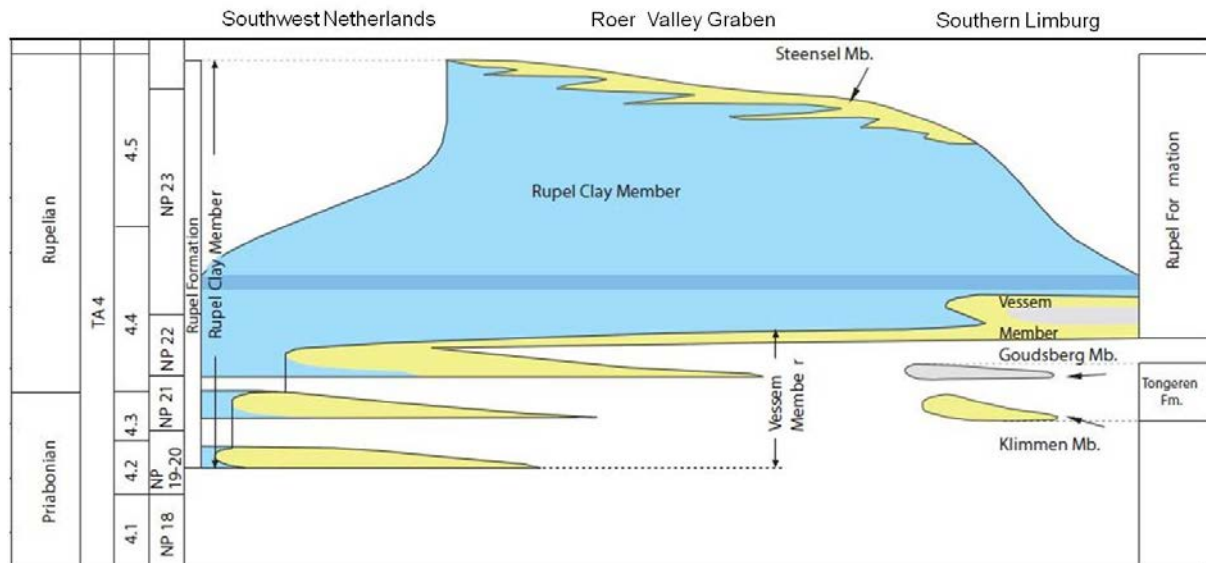 Southwest Netherlands
Roer Valley Graben
Southern Limburg
Steensel Mb.
Rupelian
Priabonian
TA 4
4.5
4.4
4.3
4.2
4.1
NP 23
NP 22
NP 21
NP
19-20
NP 18
Rupel Formation
Rupel Clay Member
Rupel Clay Member
Vessem
Member
Vessem
Membe r
Goudsberg Mb.
Klimmen Mb.
Rupel For mation
Tongeren
Fm.